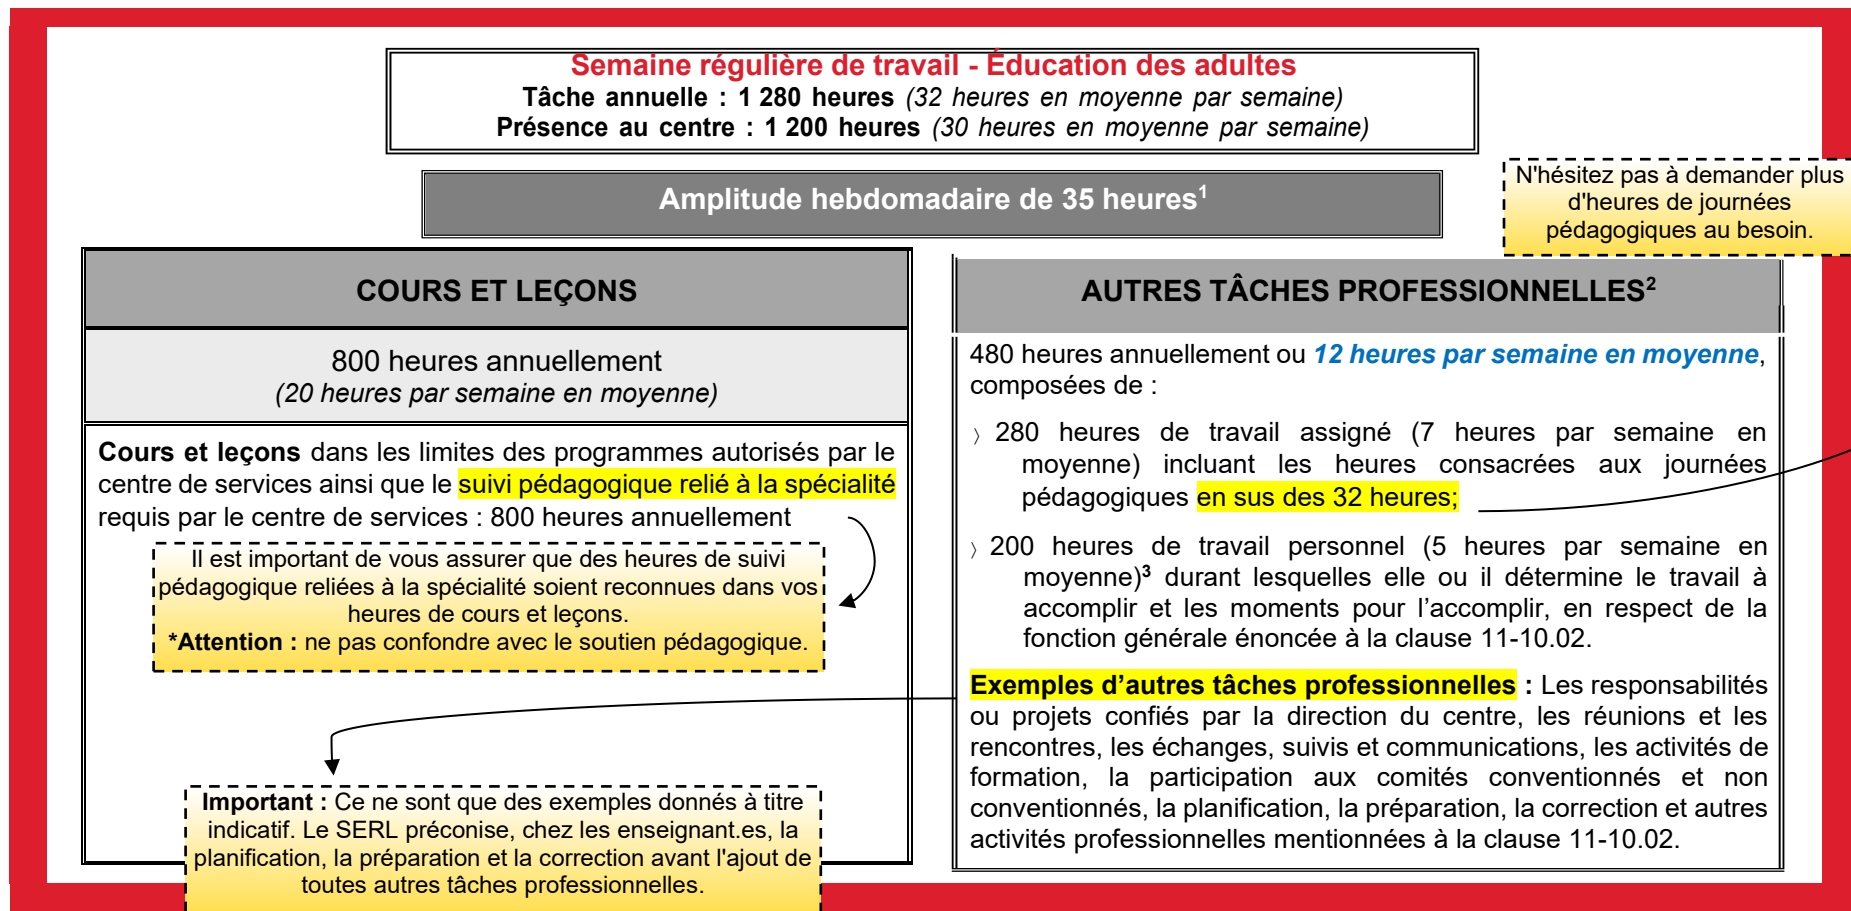 Semaine régulière de travail - Éducation des adultes
Tâche annuelle : 1 280 heures (32 heures en moyenne par semaine)
Présence au centre : 1 200 heures (30 heures en moyenne par semaine)
Amplitude hebdomadaire de 35 heures¹
N'hésitez pas à demander plus
d'heures de journées
pédagogiques au besoin.
COURS ET LEÇONS
800 heures annuellement
(20 heures par semaine en moyenne)
Cours et leçons dans les limites des programmes autorisés par le
centre de services ainsi que le suivi pédagogique relié à la spécialité
requis par le centre de services : 800 heures annuellement
Il est important de vous assurer que des heures de suivi
pédagogique reliées à la spécialité soient reconnues dans vos
heures de cours et leçons.
*Attention : ne pas confondre avec le soutien pédagogique.
Important : Ce ne sont que des exemples donnés à titre
indicatif. Le SERL préconise, chez les enseignant.es, la
planification, la préparation et la correction avant l'ajout de
toutes autres tâches professionnelles.
AUTRES TÂCHES PROFESSIONNELLES²
480 heures annuellement ou 12 heures par semaine en moyenne,
composées de :
〉280 heures de travail assigné (7 heures par semaine en
moyenne) incluant les heures consacrées aux journées
pédagogiques en sus des 32 heures;
〉200 heures de travail personnel (5 heures par semaine en
moyenne)³ durant lesquelles elle ou il détermine le travail à
accomplir et les moments pour l’accomplir, en respect de la
fonction générale énoncée à la clause 11-10.02.
Exemples d’autres tâches professionnelles : Les responsabilités
ou projets confiés par la direction du centre, les réunions et les
rencontres, les échanges, suivis et communications, les activités de
formation, la participation aux comités conventionnés et non
conventionnés, la planification, la préparation, la correction et autres
activités professionnelles mentionnées à la clause 11-10.02.